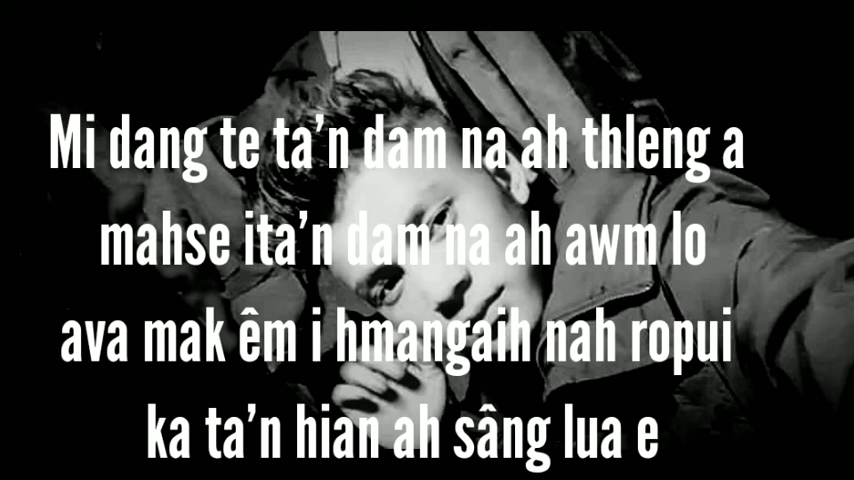 Mi dang te ta’n dam na ah thleng a
mahse ita’n dam na ah awm lo
ava mak êm i hmangaih nah ropui
ka ta’n hian ah sâng lua e